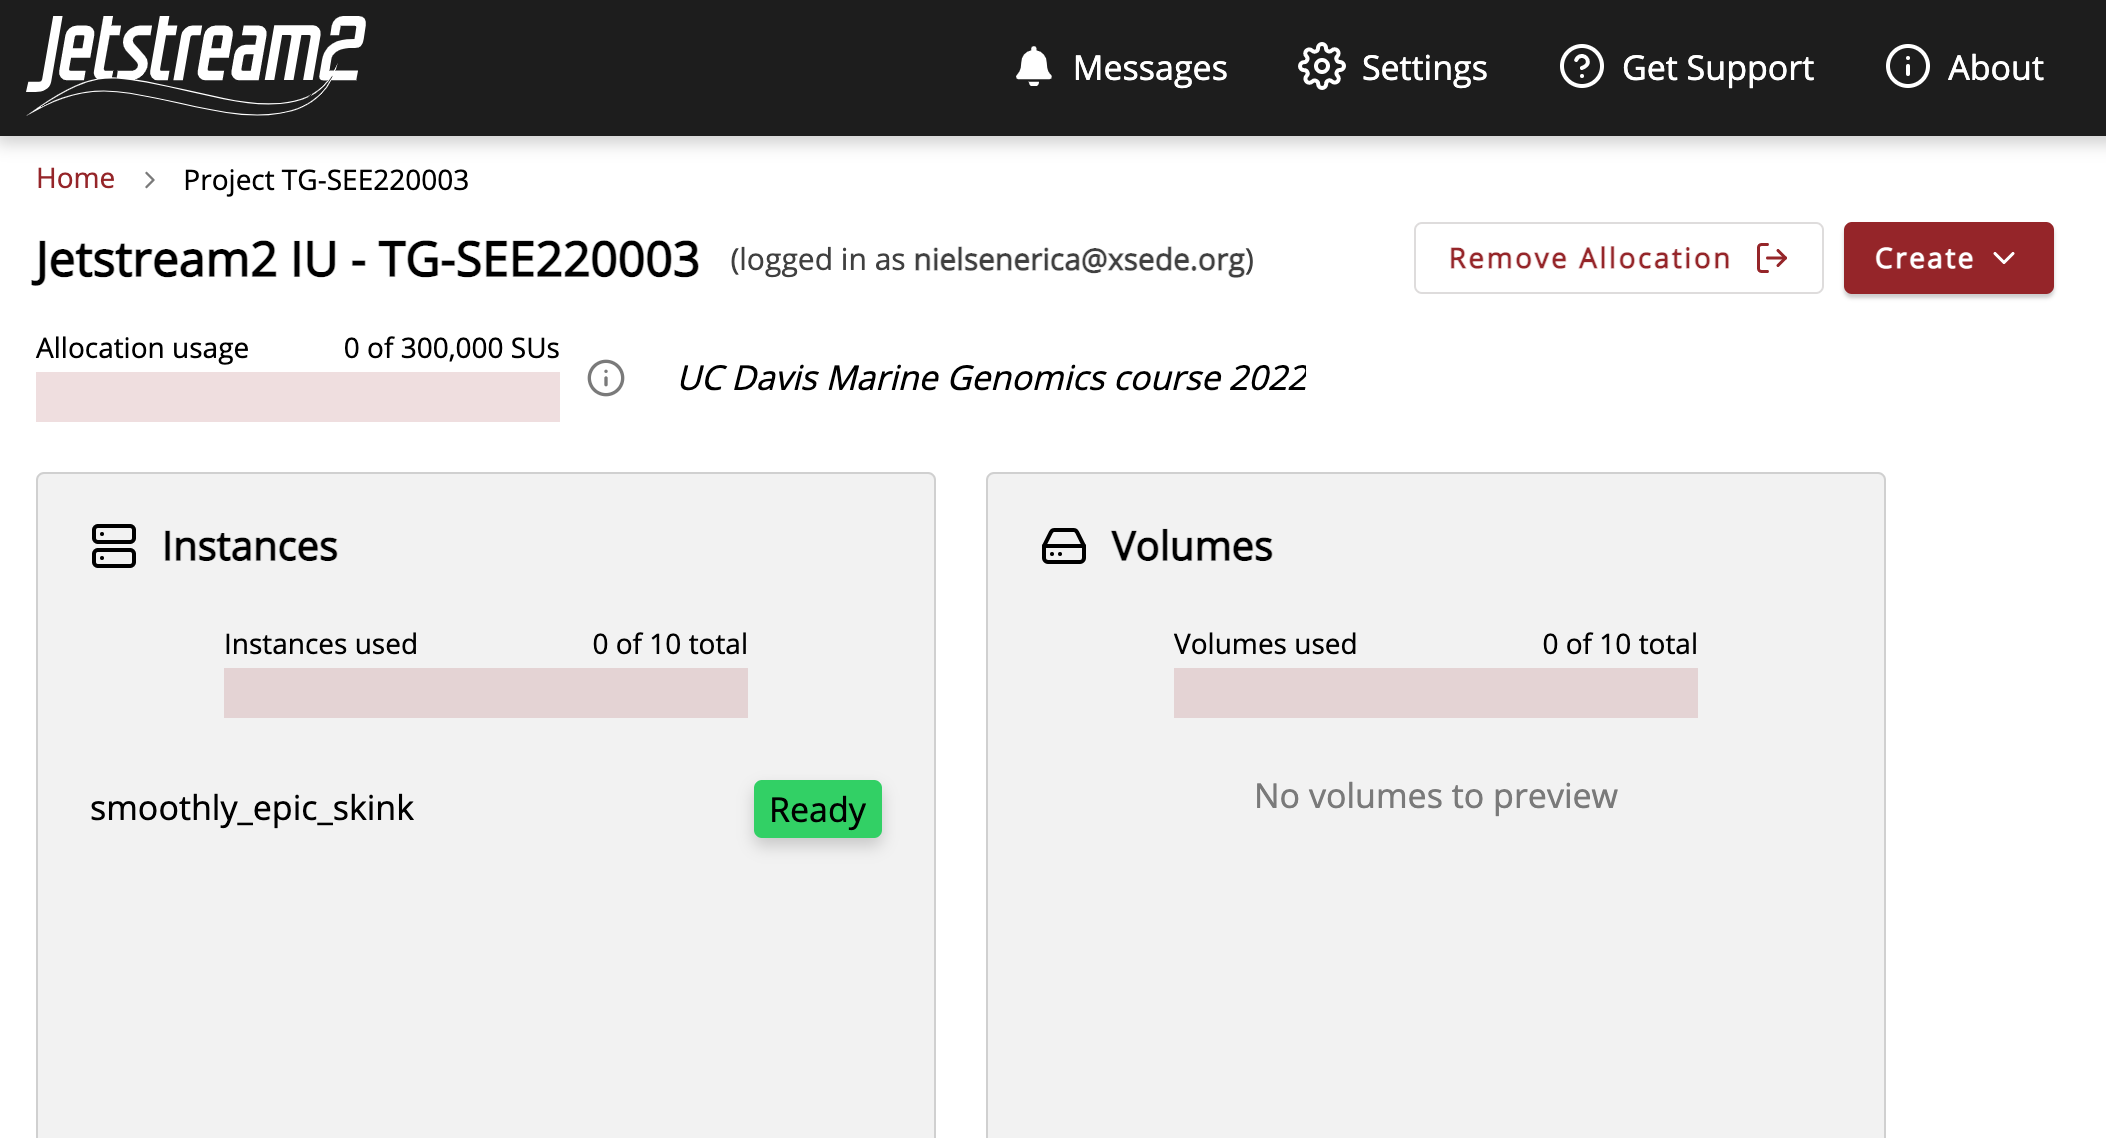 Jetstream2
Messages
Settings
Get Support
About
Home
Project TG-SEE220003
Jetstream2 IU - TG-SEE220003 (logged in as nielsenerica@xsede.org)
Remove Allocation
Create
Allocation usage 0 of 300,000 SUs
UC Davis Marine Genomics course 2022
Instances
Instances used 0 of 10 total
smoothly_epic_skink Ready
Volumes
Volumes used 0 of 10 total
No volumes to preview